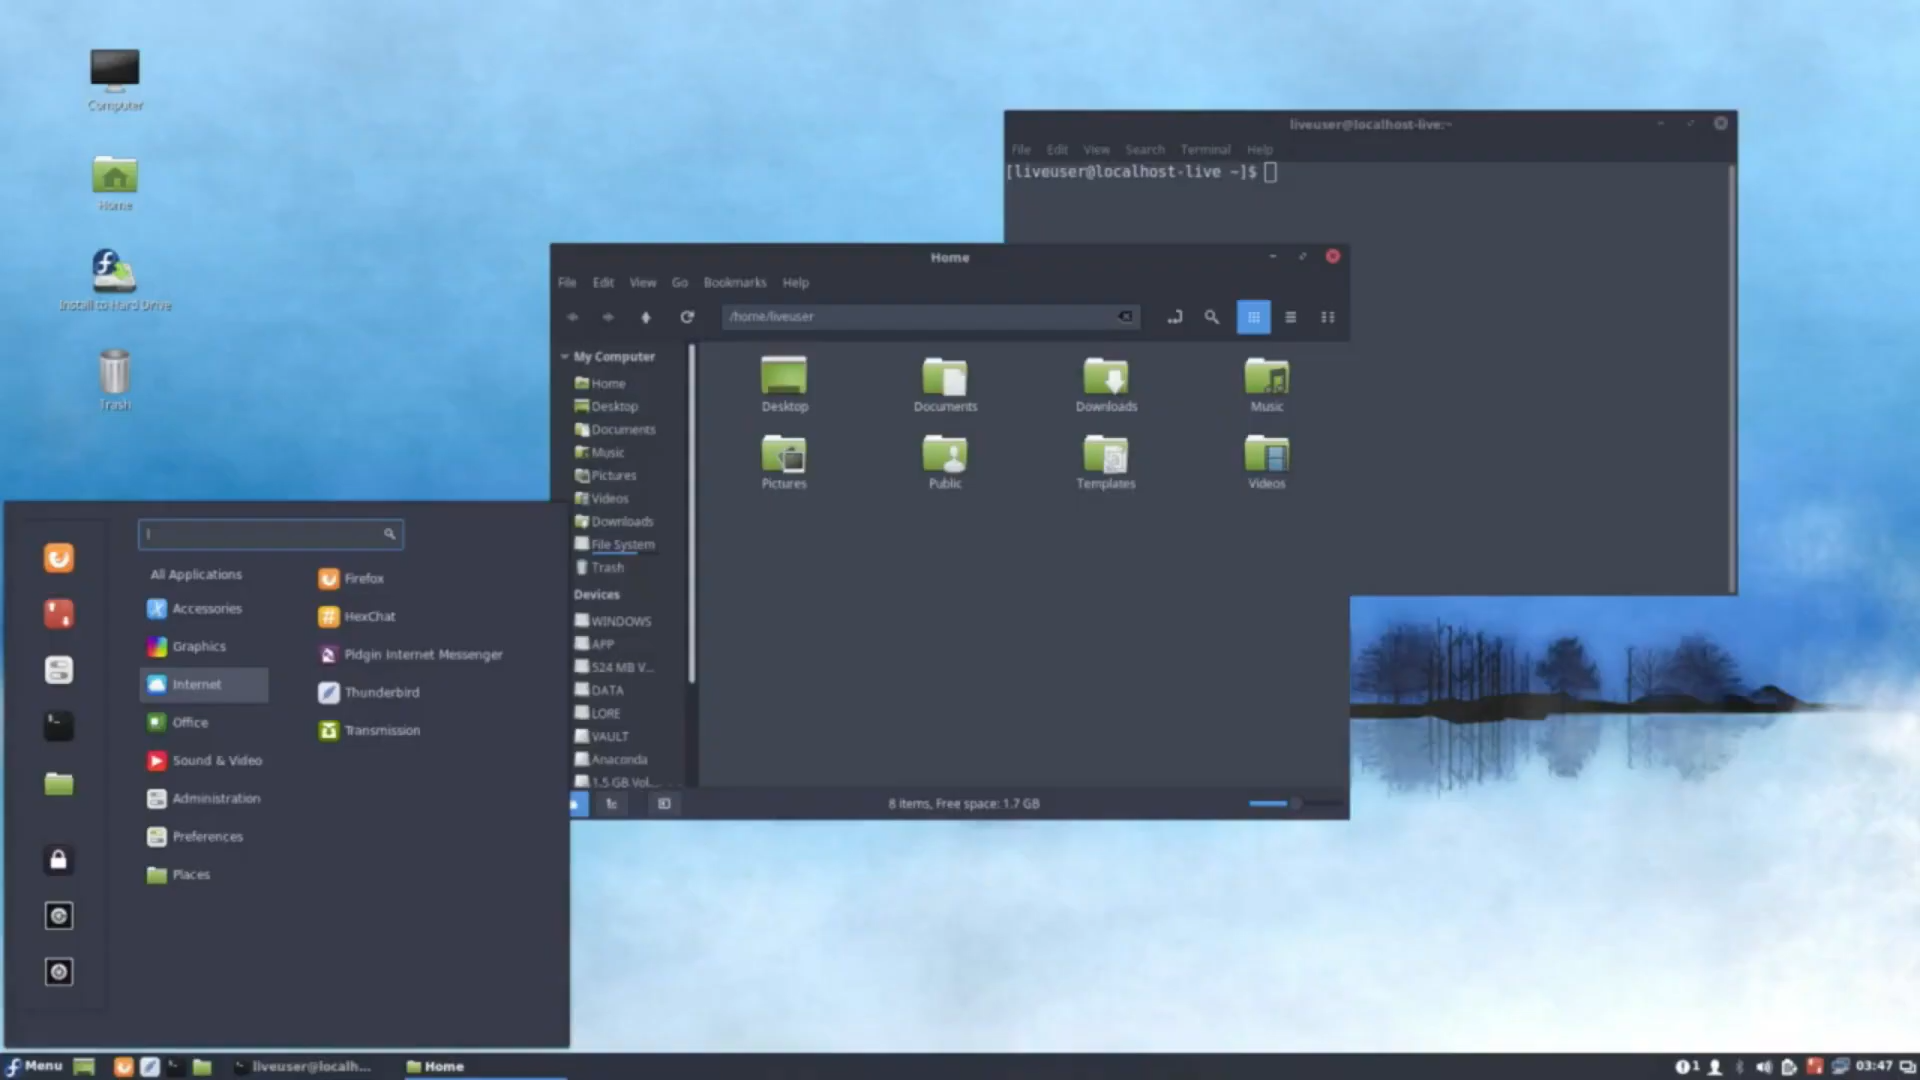 Computer
Home
Install to Hard Drive
Trash
liveuser@localhost-live:~
File Edit View Search Terminal Help
[liveuser@localhost-live ~]$
Home
File Edit View Go Bookmarks Help
/home/liveuser
My Computer
Home
Desktop
Documents
Music
Pictures
Videos
Downloads
File System
Trash
Devices
WINDOWS
APP
524 MB V...
DATA
LORE
VAULT
Anaconda
1.5 GB Vol...
Desktop Documents Downloads Music
Pictures Public Templates Videos
8 items, Free space: 1.7 GB
All Applications
Accessories
Graphics
Internet
Office
Sound & Video
Administration
Preferences
Places
Firefox
HexChat
Pidgin Internet Messenger
Thunderbird
Transmission
Menu liveuser@localh... Home 1 03:47